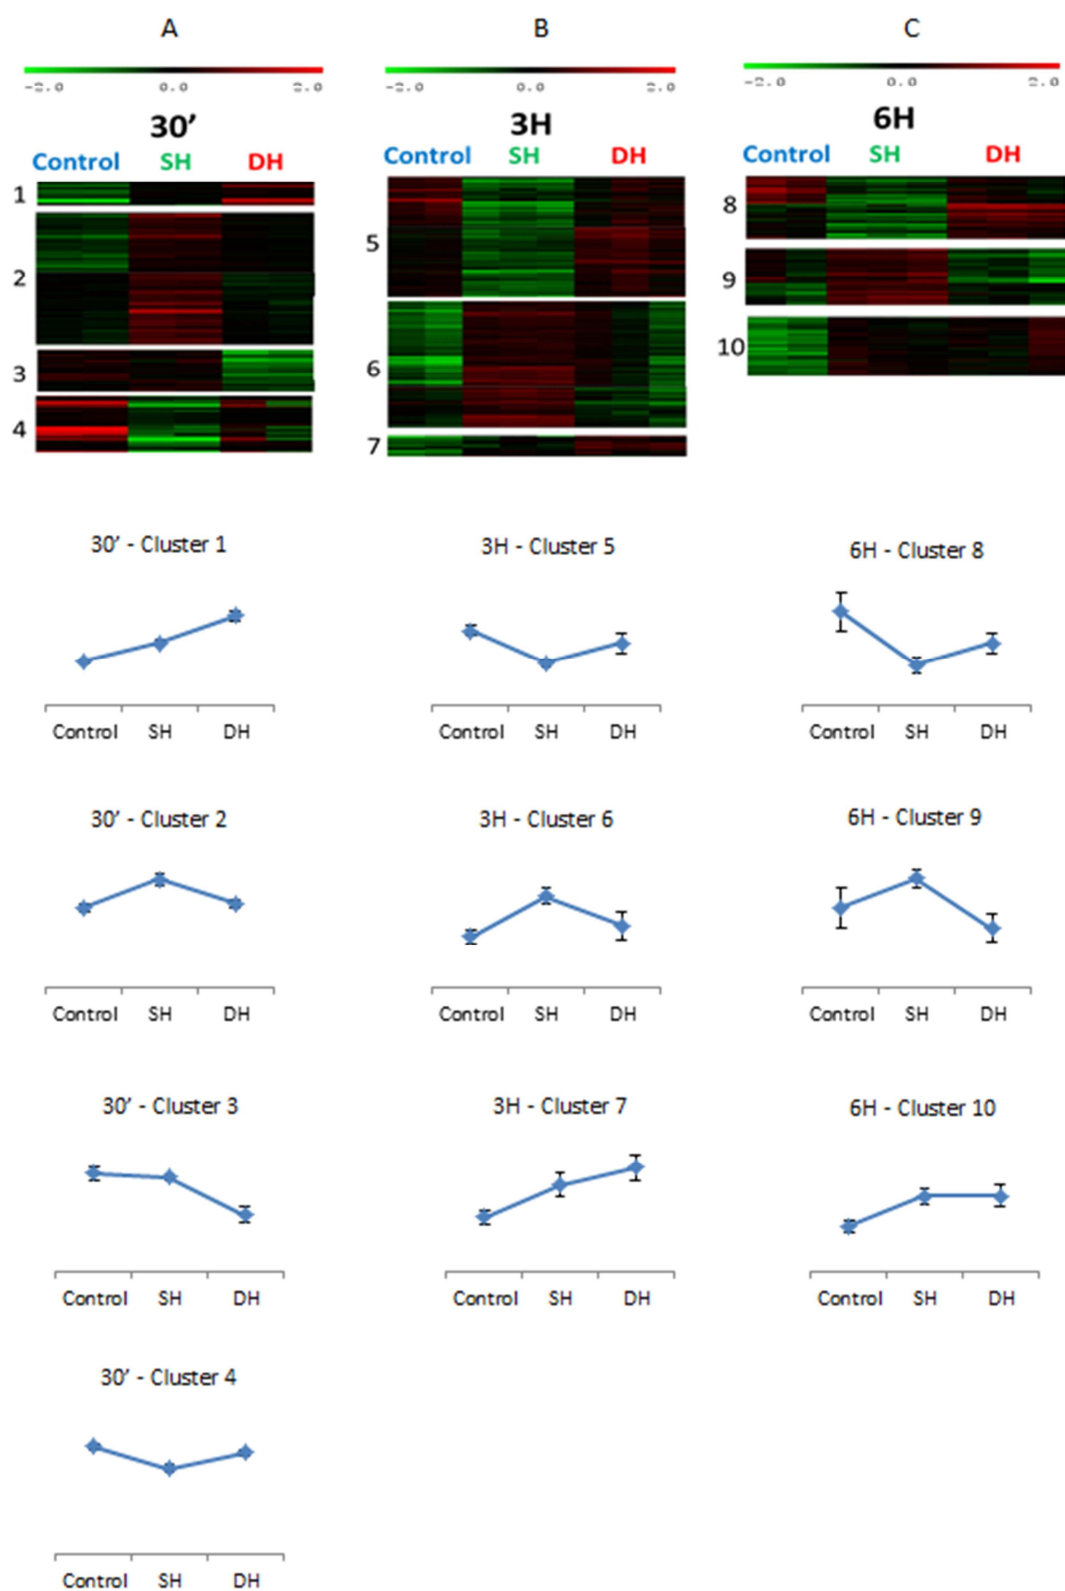 A B C
-2.0 0.0 2.0 -2.0 0.0 2.0 -2.0 0.0 2.0
30' 3H 6H
Control SH DH Control SH DH Control SH DH
1
2
3
4
5
6
7
8
9
10
30' - Cluster 1 3H - Cluster 5 6H - Cluster 8
Control SH DH Control SH DH Control SH DH
30' - Cluster 2 3H - Cluster 6 6H - Cluster 9
Control SH DH Control SH DH Control SH DH
30' - Cluster 3 3H - Cluster 7 6H - Cluster 10
Control SH DH Control SH DH Control SH DH
30' - Cluster 4
Control SH DH